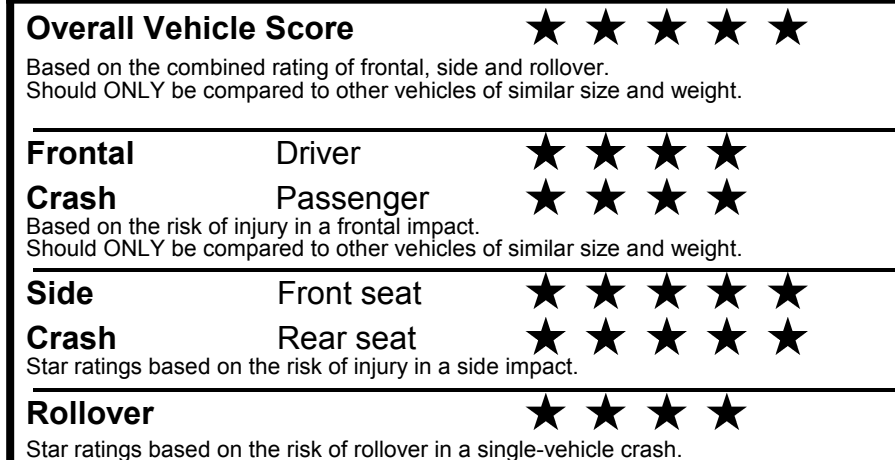 Overall Vehicle Score ★ ★ ★ ★ ★
Based on the combined rating of frontal, side and rollover.
Should ONLY be compared to other vehicles of similar size and weight.
Frontal Driver ★ ★ ★ ★
Crash Passenger ★ ★ ★ ★
Based on the risk of injury in a frontal impact.
Should ONLY be compared to other vehicles of similar size and weight.
Side Front seat ★ ★ ★ ★ ★
Crash Rear seat ★ ★ ★ ★ ★
Star ratings based on the risk of injury in a side impact.
Rollover ★ ★ ★ ★
Star ratings based on the risk of rollover in a single-vehicle crash.